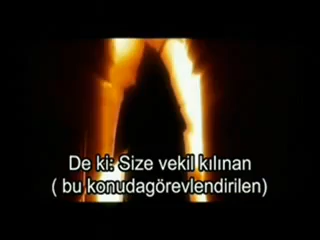 De ki: Size vekil kılınan
( bu konudagörevlendirilen)